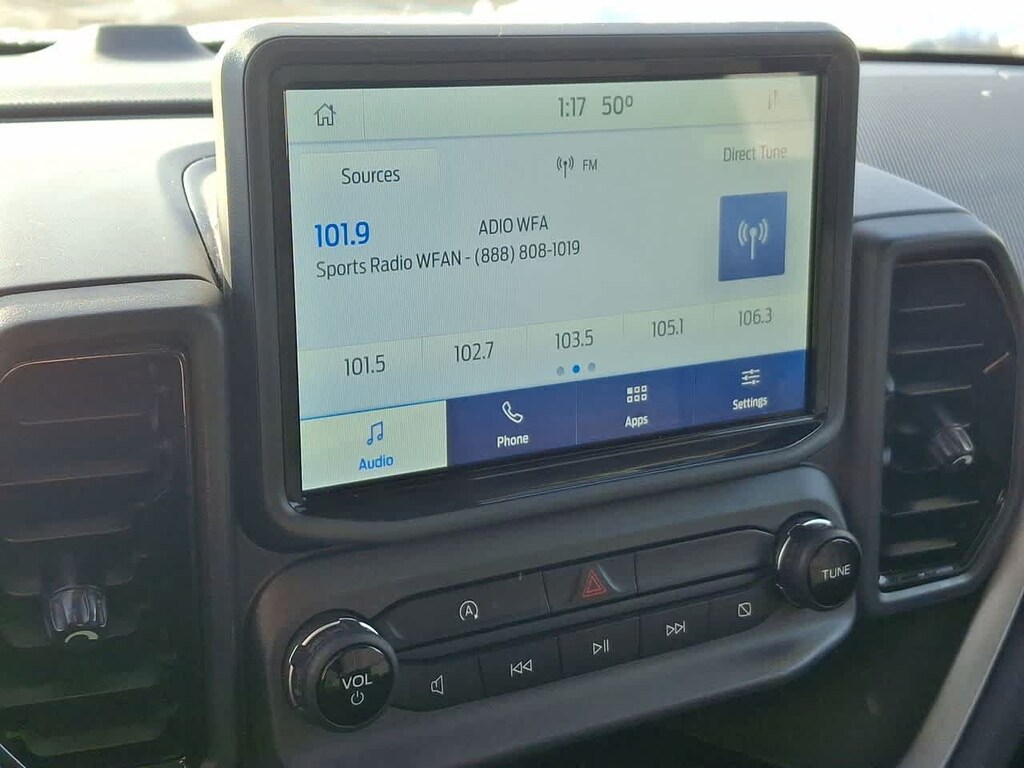 1:17 50º
Sources
FM
Direct Tune
101.9
ADIO WFA
Sports Radio WFAN - (888) 808-1019
101.5
102.7
103.5
105.1
106.3
Audio
Phone
Apps
Settings
A
VOL
TUNE